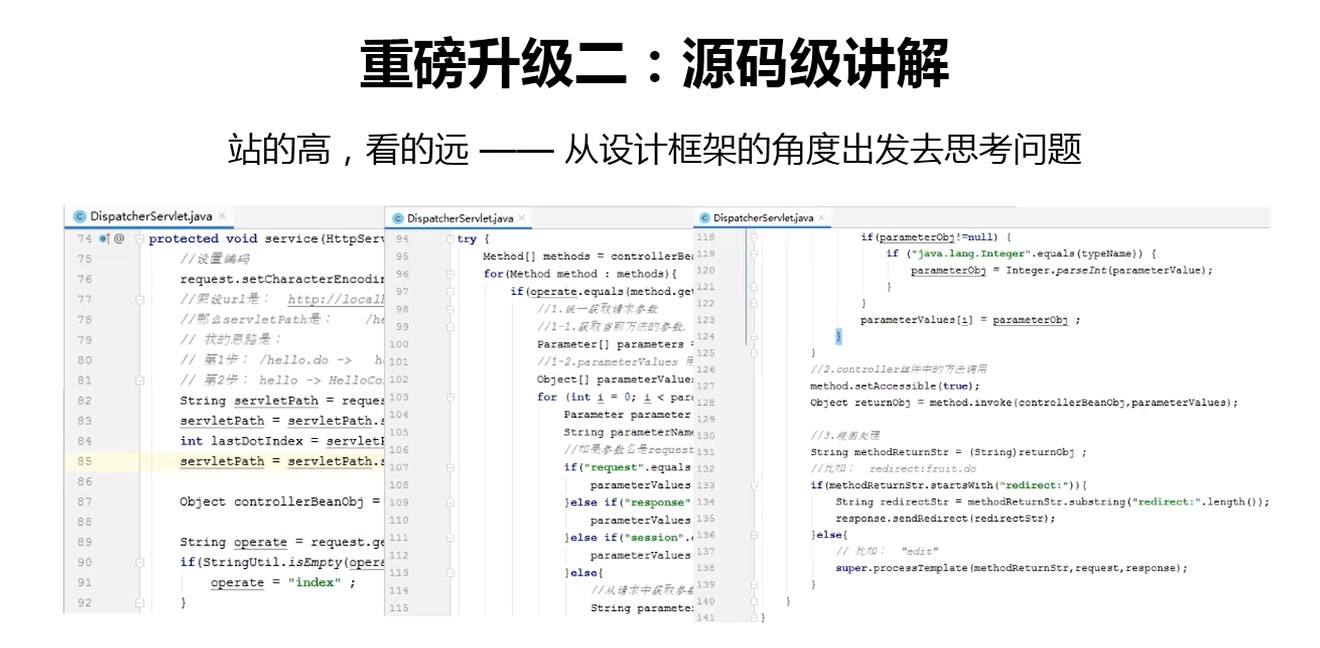 重磅升级二：源码级讲解
站的高，看的远 —— 从设计框架的角度出发去思考问题
DispatcherServlet.java
74 @ protected void service(HttpServ
75 //设置编码
76 request.setCharacterEncodin
77 //假设url是： http://local
78 //那么servletPath是： /he
79 // 我的思路是：
80 // 第1步： /hello.do -> he
81 // 第2步： hello -> HelloCo
82 String servletPath = reques
83 servletPath = servletPath.s
84 int lastDotIndex = servletP
85 servletPath = servletPath.s
86
87 Object controllerBeanObj =
88
89 String operate = request.ge
90 if(StringUtil.isEmpty(opera
91 operate = "index" ;
92 }
DispatcherServlet.java
94 try {
95 Method[] methods = controllerBea
96 for(Method method : methods){
97 if(operate.equals(method.get
98 //1.统一获取请求参数
99 //1-1.获取当前方法的参数,
100 Parameter[] parameters =
101 //1-2.parameterValues 用
102 Object[] parameterValues
103 for (int i = 0; i < para
104 Parameter parameter
105 String parameterName
106 //如果参数名是request
107 if("request".equals
108 parameterValues
109 }else if("response"
110 parameterValues
111 }else if("session".
112 parameterValues
113 }else{
114 //从请求中获取参数
115 String paramete
DispatcherServlet.java
118 if(parameterObj!=null) {
119 if ("java.lang.Integer".equals(typeName)) {
120 parameterObj = Integer.parseInt(parameterValue);
121 }
122 }
123 parameterValues[i] = parameterObj ;
124 }
125 }
126 //2.controller组件中的方法调用
127 method.setAccessible(true);
128 Object returnObj = method.invoke(controllerBeanObj,parameterValues);
129
130 //3.视图处理
131 String methodReturnStr = (String)returnObj ;
132 //比如： redirect:fruit.do
133 if(methodReturnStr.startsWith("redirect:")){
134 String redirectStr = methodReturnStr.substring("redirect:".length());
135 response.sendRedirect(redirectStr);
136 }else{
137 // 比如： "edit"
138 super.processTemplate(methodReturnStr,request,response);
139 }
140 }
141 }